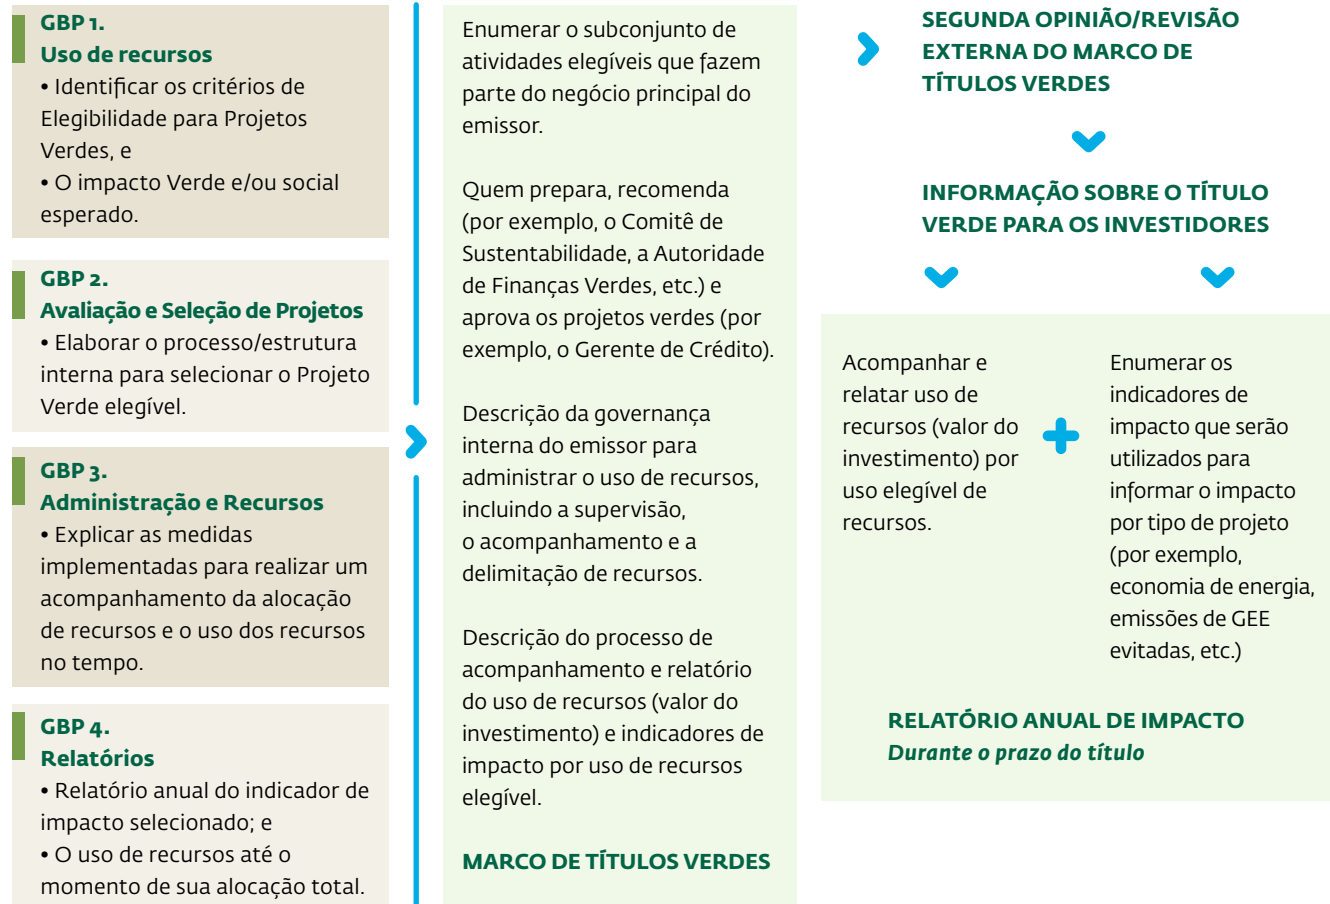 GBP 1.
Uso de recursos
• Identificar os critérios de
Elegibilidade para Projetos
Verdes, e
• O impacto Verde e/ou social
esperado.
GBP 2.
Avaliação e Seleção de Projetos
• Elaborar o processo/estrutura
interna para selecionar o Projeto
Verde elegível.
GBP 3.
Administração e Recursos
• Explicar as medidas
implementadas para realizar um
acompanhamento da alocação
de recursos e o uso dos recursos
no tempo.
GBP 4.
Relatórios
• Relatório anual do indicador de
impacto selecionado; e
• O uso de recursos até o
momento de sua alocação total.
Enumerar o subconjunto de
atividades elegíveis que fazem
parte do negócio principal do
emissor.
Quem prepara, recomenda
(por exemplo, o Comitê de
Sustentabilidade, a Autoridade
de Finanças Verdes, etc.) e
aprova os projetos verdes (por
exemplo, o Gerente de Crédito).
Descrição da governança
interna do emissor para
administrar o uso de recursos,
incluindo a supervisão,
o acompanhamento e a
delimitação de recursos.
Descrição do processo de
acompanhamento e relatório
do uso de recursos (valor do
investimento) e indicadores de
impacto por uso de recursos
elegível.
MARCO DE TÍTULOS VERDES
SEGUNDA OPINIÃO/REVISÃO
EXTERNA DO MARCO DE
TÍTULOS VERDES
INFORMAÇÃO SOBRE O TÍTULO
VERDE PARA OS INVESTIDORES
Acompanhar e
relatar uso de
recursos (valor do
investimento) por
uso elegível de
recursos.
Enumerar os
indicadores de
impacto que serão
utilizados para
informar o impacto
por tipo de projeto
(por exemplo,
economia de energia,
emissões de GEE
evitadas, etc.)
RELATÓRIO ANUAL DE IMPACTO
Durante o prazo do título